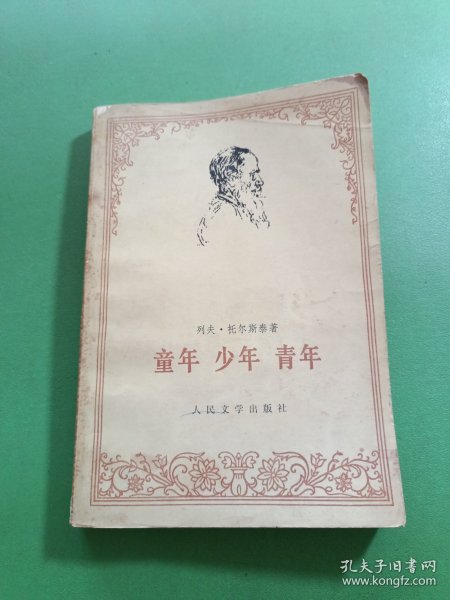 列夫·托尔斯泰著
童年 少年 青年
人民文学出版社
孔夫子旧书网
www.kongfz.com